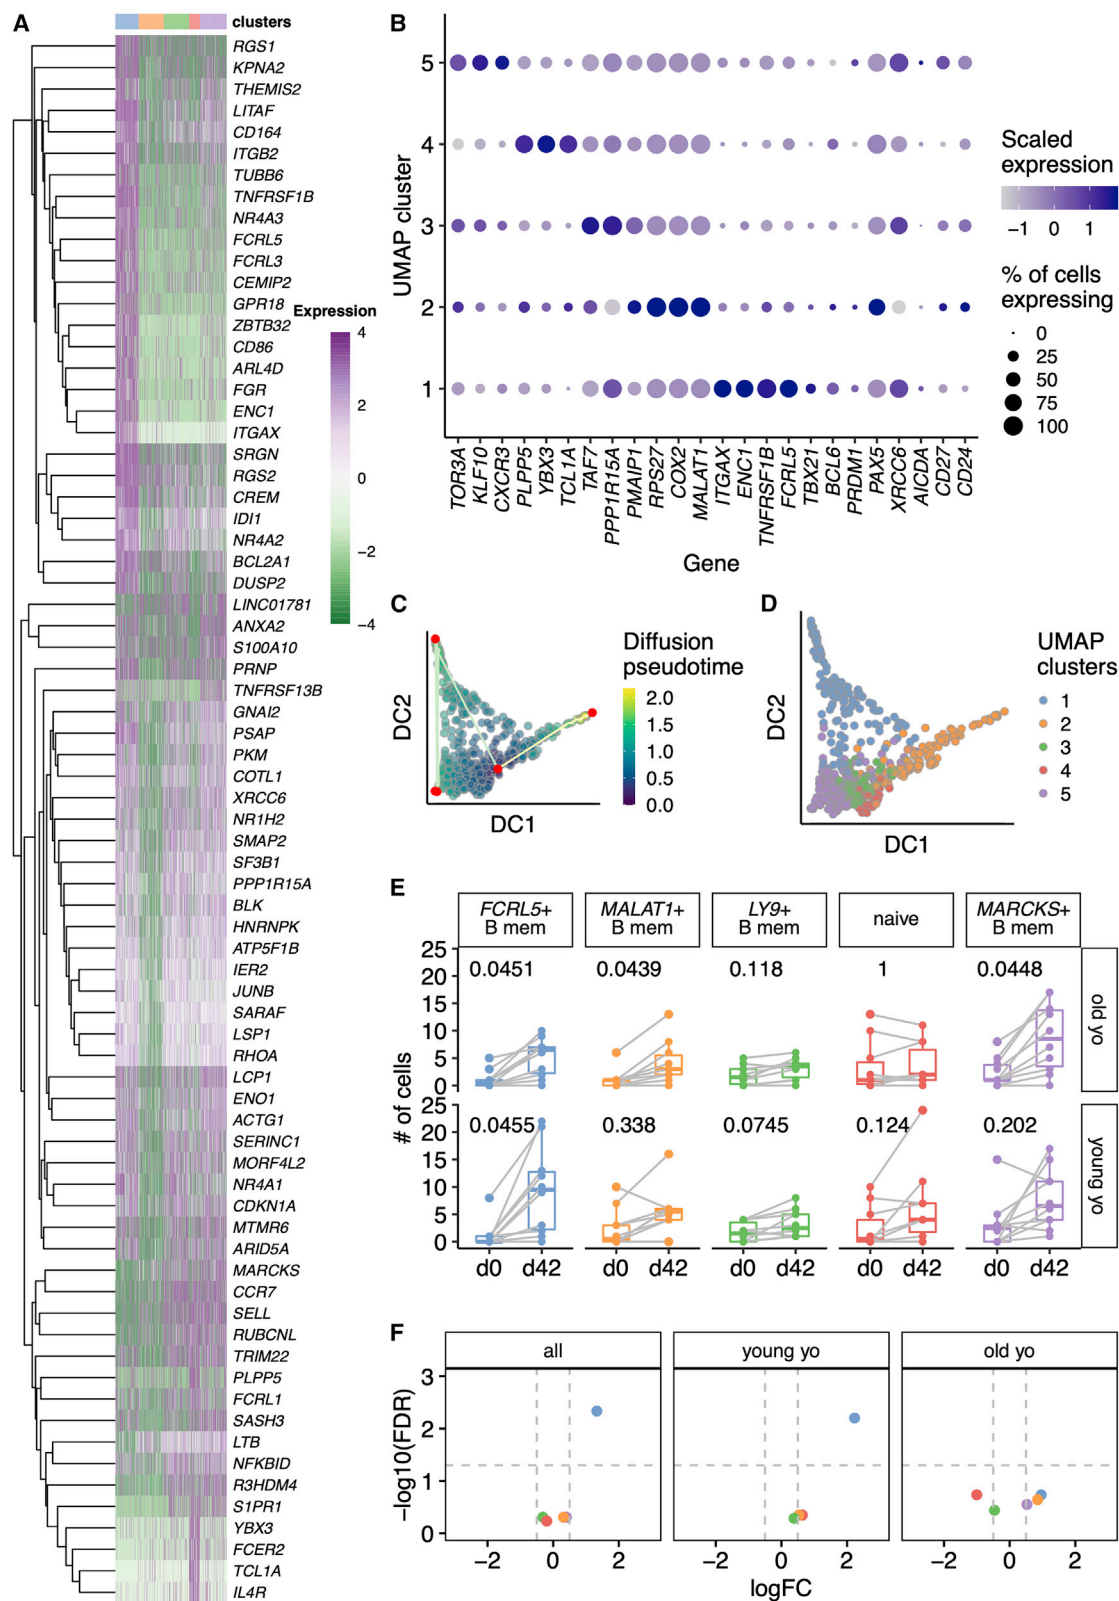 A
clusters
RGS1
KPNA2
THEMIS2
LITAF
CD164
ITGB2
TUBB6
TNFRSF1B
NR4A3
FCRL5
FCRL3
CEMIP2
GPR18
ZBTB32
CD86
ARL4D
FGR
ENC1
ITGAX
SRGN
RGS2
CREM
IDI1
NR4A2
BCL2A1
DUSP2
LINC01781
ANXA2
S100A10
PRNP
TNFRSF13B
GNAI2
PSAP
PKM
COTL1
XRCC6
NR1H2
SMAP2
SF3B1
PPP1R15A
BLK
HNRNPK
ATP5F1B
IER2
JUNB
SARAF
LSP1
RHOA
LCP1
ENO1
ACTG1
SERINC1
MORF4L2
NR4A1
CDKN1A
MTMR6
ARID5A
MARCKS
CCR7
SELL
RUBCNL
TRIM22
PLPP5
FCRL1
SASH3
LTB
NFKBID
R3HDM4
S1PR1
YBX3
FCER2
TCL1A
IL4R
Expression
4
2
0
−2
−4
B
UMAP cluster
5
4
3
2
1
TOR3A
KLF10
CXCR3
PLPP5
YBX3
TCL1A
TAF7
PPP1R15A
PMAIP1
RPS27
COX2
MALAT1
ITGAX
ENC1
TNFRSF1B
FCRL5
TBX21
BCL6
PRDM1
PAX5
XRCC6
AICDA
CD27
CD24
Gene
Scaled
expression
−1 0 1
% of cells
expressing
0
25
50
75
100
C
DC2
DC1
Diffusion
pseudotime
2.0
1.5
1.0
0.5
0.0
D
DC2
DC1
UMAP
clusters
1
2
3
4
5
E
FCRL5+
B mem
MALAT1+
B mem
LY9+
B mem
naive
MARCKS+
B mem
# of cells
25
20
15
10
5
0
0.0451 0.0439 0.118 1 0.0448
old yo
25
20
15
10
5
0
0.0455 0.338 0.0745 0.124 0.202
young yo
d0 d42 d0 d42 d0 d42 d0 d42 d0 d42
F
all young yo old yo
−log10(FDR)
3
2
1
0
−2 0 2 −2 0 2 −2 0 2
logFC